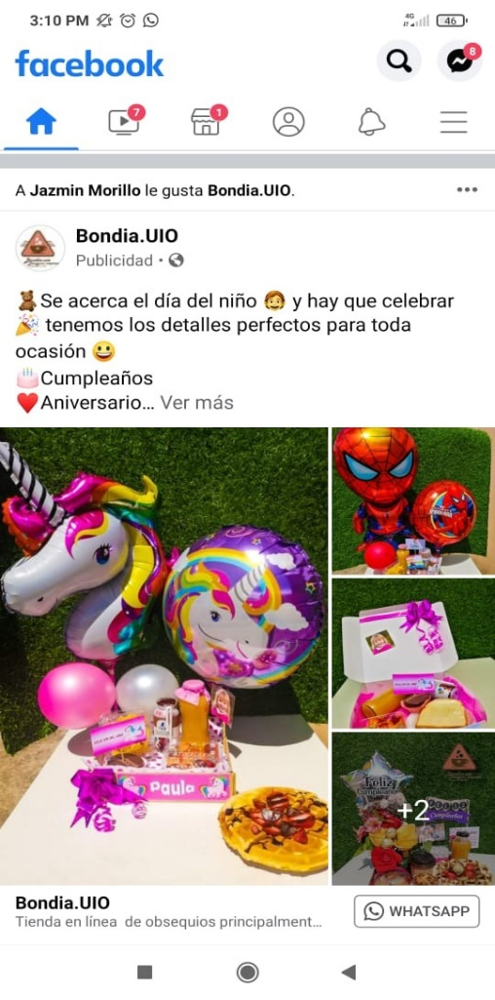 3:10 PM
4G
46
facebook
8
7
1
A Jazmin Morillo le gusta Bondia.UIO.
Bondia.UIO
Publicidad •
🧸Se acerca el día del niño 🧒 y hay que celebrar
🎉 tenemos los detalles perfectos para toda
ocasión 😀
🎂Cumpleaños
❤️Aniversario... Ver más
Paula
Feliz
Cumpleaños
+2
Bondia.UIO
Tienda en línea de obsequios principalment...
WHATSAPP